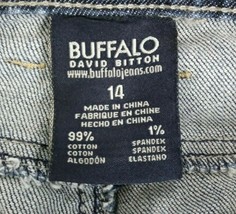 BUFFALO
DAVID BITTON
www.buffalojeans.com
14
MADE IN CHINA
FABRIQUE EN CHINE
HECHO EN CHINA
99% 1%
COTTON SPANDEX
COTON SPANDEX
ALGODÓN ELASTANO